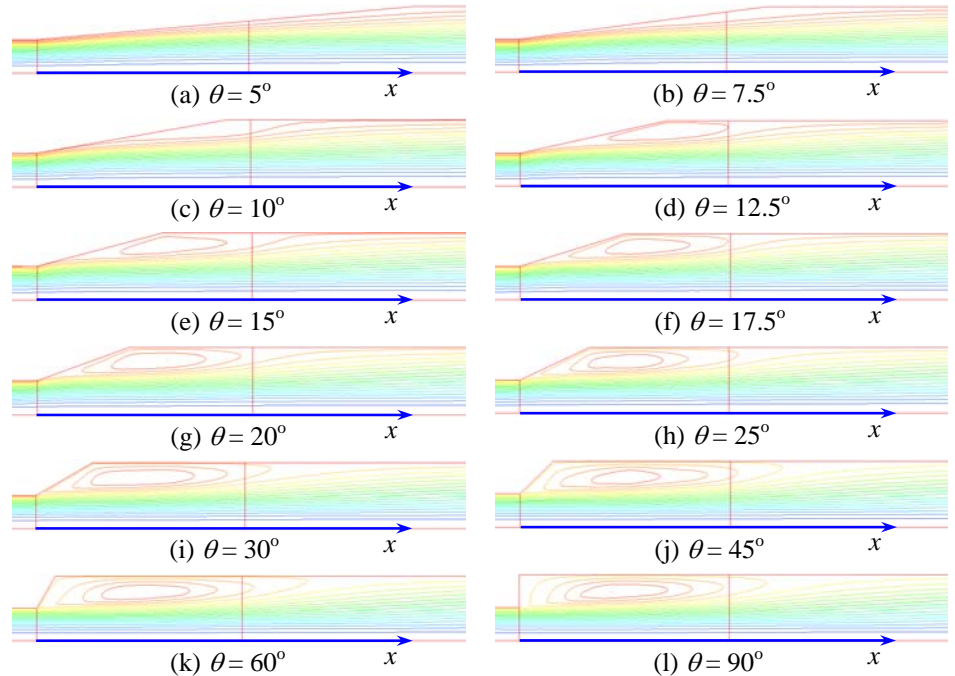 x
x
(a) θ = 5°
(b) θ = 7.5°
x
x
(c) θ = 10°
(d) θ = 12.5°
x
x
(e) θ = 15°
(f) θ = 17.5°
x
x
(g) θ = 20°
(h) θ = 25°
x
x
(i) θ = 30°
(j) θ = 45°
x
x
(k) θ = 60°
(l) θ = 90°